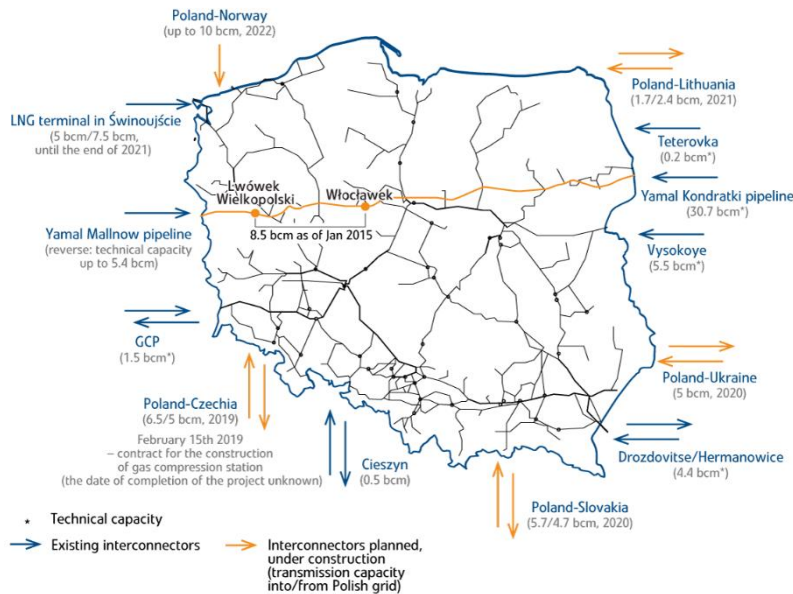 Poland-Norway
(up to 10 bcm, 2022)
LNG terminal in Świnoujście
(5 bcm/7.5 bcm,
until the end of 2021)
Poland-Lithuania
(1.7/2.4 bcm, 2021)
Teterovka
(0.2 bcm*)
Lwówek
Wielkopolski
Włocławek
8.5 bcm as of Jan 2015
Yamal Kondratki pipeline
(30.7 bcm*)
Yamal Mallnow pipeline
(reverse: technical capacity
up to 5.4 bcm)
Vysokoye
(5.5 bcm*)
GCP
(1.5 bcm*)
Poland-Ukraine
(5 bcm, 2020)
Poland-Czechia
(6.5/5 bcm, 2019)
February 15th 2019
– contract for the construction
of gas compression station
(the date of completion of the project unknown)
Cieszyn
(0.5 bcm)
Drozdovitse/Hermanowice
(4.4 bcm*)
Poland-Slovakia
(5.7/4.7 bcm, 2020)
* Technical capacity
Existing interconnectors
Interconnectors planned,
under construction
(transmission capacity
into/from Polish grid)